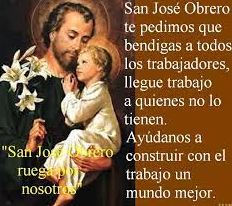 San José Obrero
te pedimos que
bendigas a todos
los trabajadores,
llegue trabajo
a quienes no lo
tienen.
Ayúdanos a
construir con el
trabajo un
mundo mejor.
"San José Obrero
ruega por
nosotros"